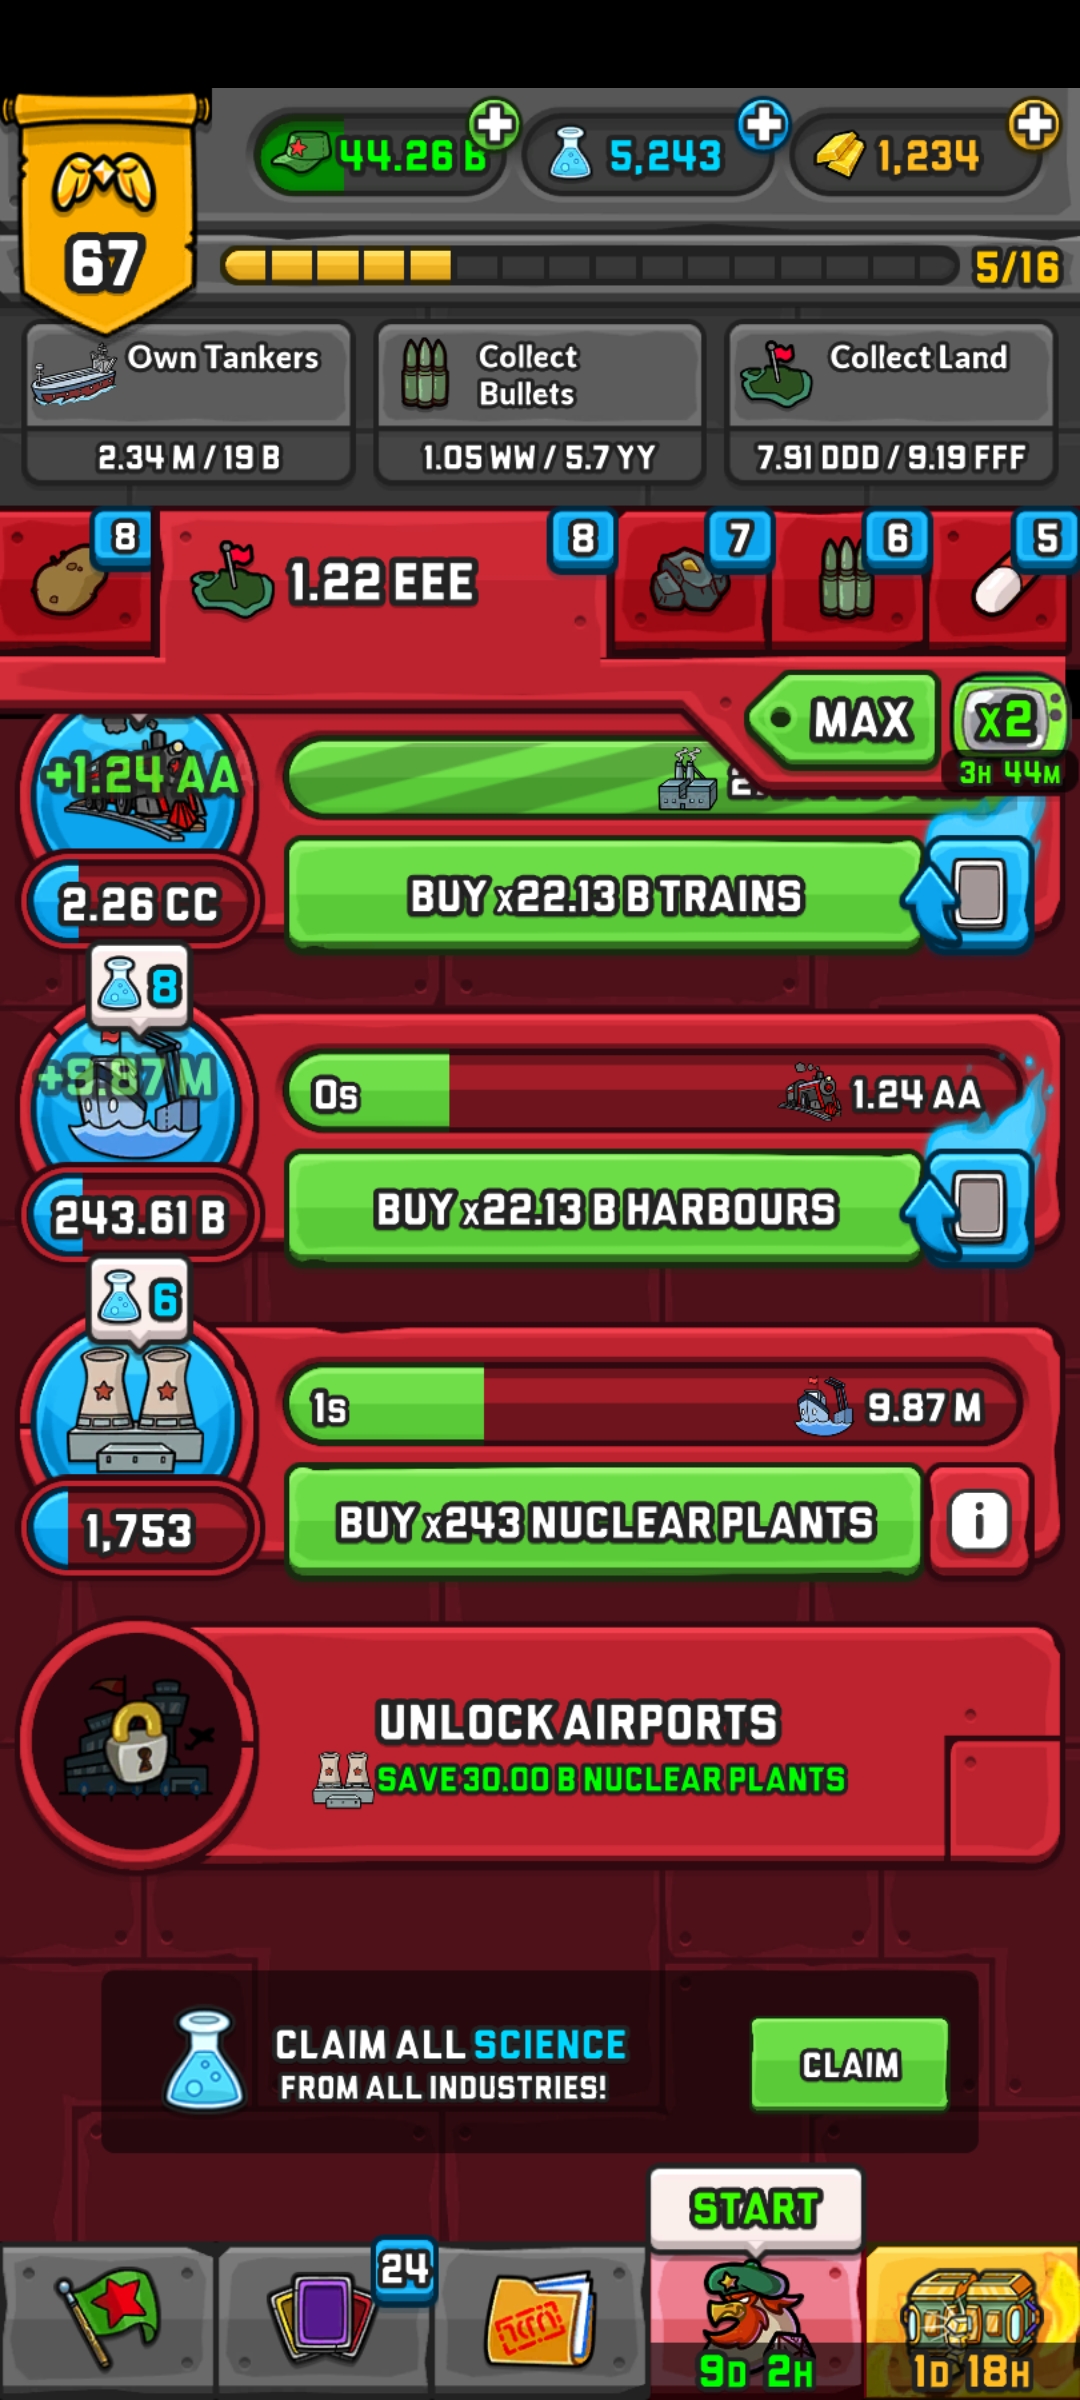 67
44.26 B
5,243
1,234
5/16
Own Tankers
2.34 M / 19 B
Collect
Bullets
1.05 WW / 5.7 YY
Collect Land
7.91 DDD / 9.19 FFF
8
1.22 EEE
8
7
6
5
MAX
x2
3H 44M
+1.24 AA
2.26 CC
BUY x22.13 B TRAINS
8
+9.87 M
0s
1.24 AA
243.61 B
BUY x22.13 B HARBOURS
6
1s
9.87 M
1,753
BUY x243 NUCLEAR PLANTS
i
UNLOCK AIRPORTS
SAVE 30.00 B NUCLEAR PLANTS
CLAIM ALL SCIENCE
FROM ALL INDUSTRIES!
CLAIM
START
24
9D 2H
1D 18H